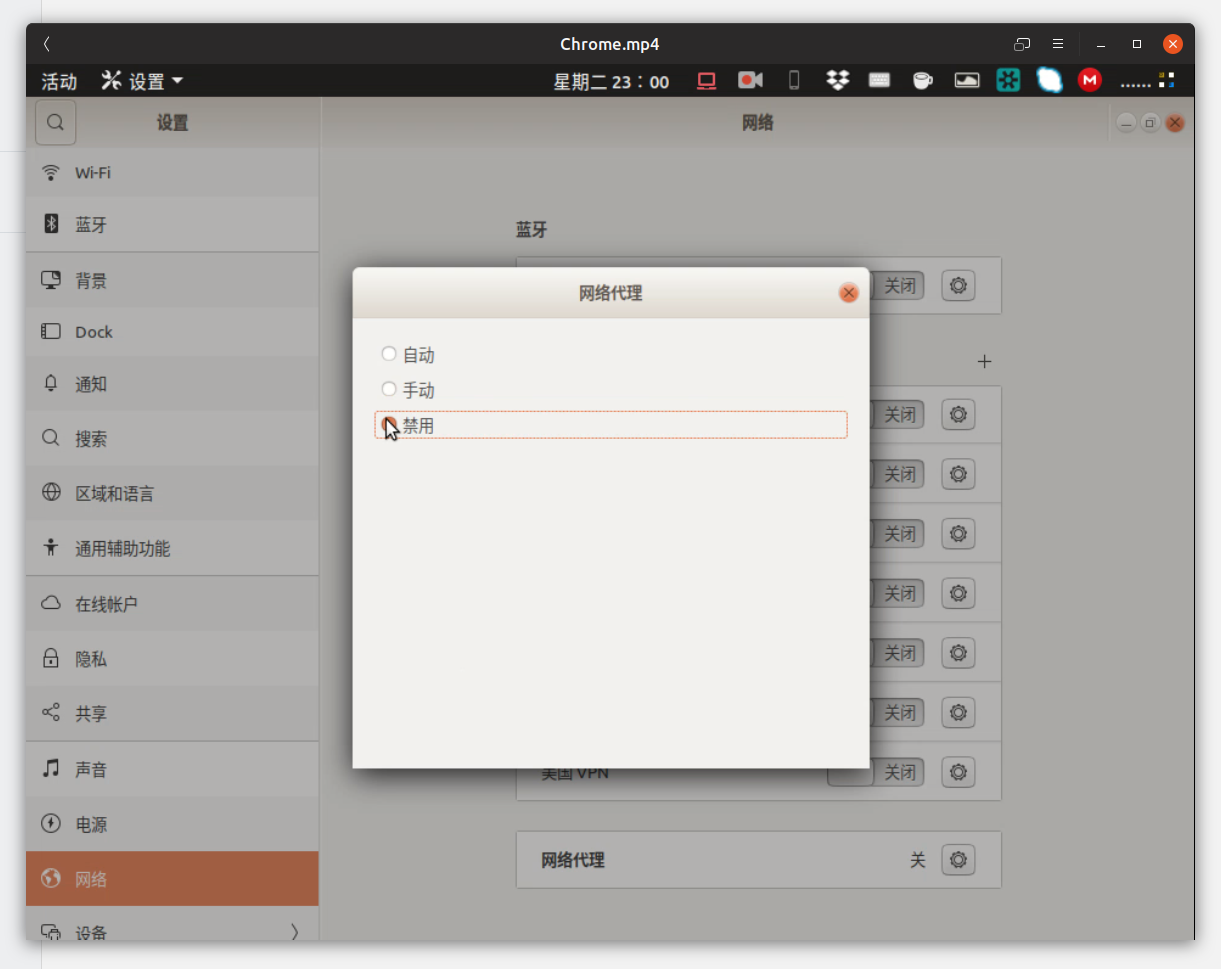 Chrome.mp4
活动 设置 星期二 23：00 ......
设置 网络
Wi-Fi
蓝牙
背景
Dock
通知
搜索
区域和语言
通用辅助功能
在线帐户
隐私
共享
声音
电源
网络
设备
蓝牙
关闭
网络代理
自动
手动
禁用
关闭
关闭
关闭
关闭
关闭
关闭
美国 VPN 关闭
网络代理 关